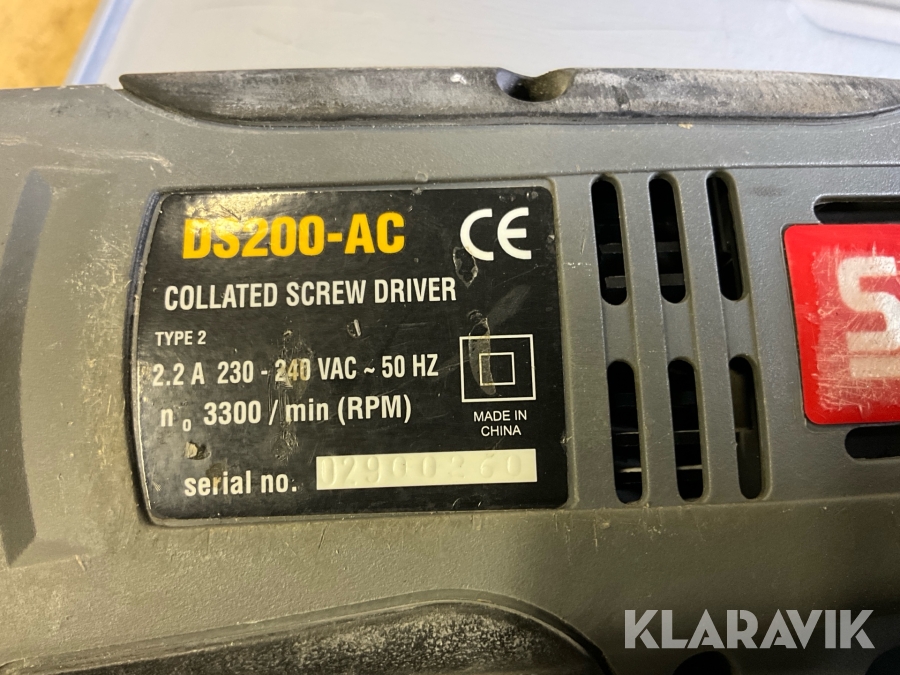 DS200-AC
CE
COLLATED SCREW DRIVER
TYPE 2
2.2 A 230 - 240 VAC ~ 50 HZ
n₀ 3300 / min (RPM)
MADE IN
CHINA
serial no.
KLARAVIK